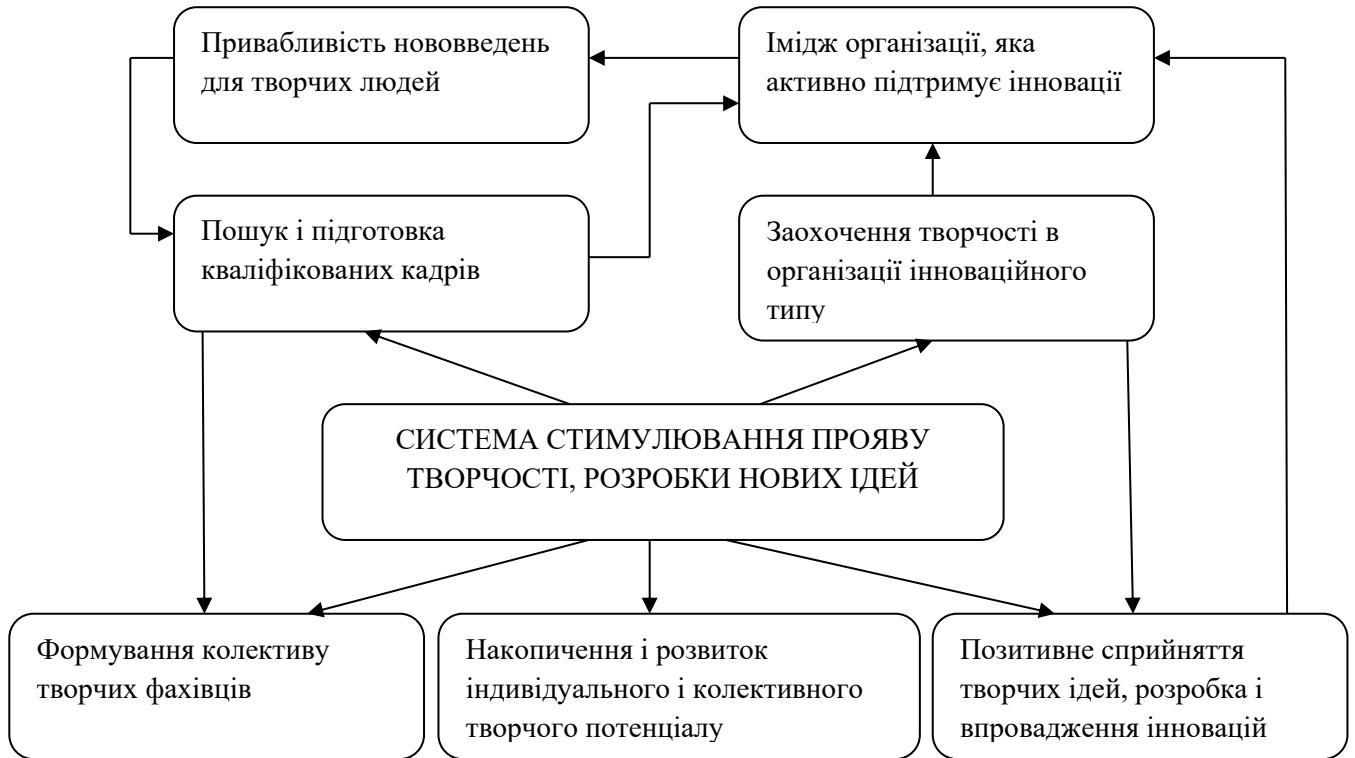 Привабливість нововведень
для творчих людей
Імідж організації, яка
активно підтримує інновації
Пошук і підготовка
кваліфікованих кадрів
Заохочення творчості в
організації інноваційного
типу
СИСТЕМА СТИМУЛЮВАННЯ ПРОЯВУ
ТВОРЧОСТІ, РОЗРОБКИ НОВИХ ІДЕЙ
Формування колективу
творчих фахівців
Накопичення і розвиток
індивідуального і колективного
творчого потенціалу
Позитивне сприйняття
творчих ідей, розробка і
впровадження інновацій